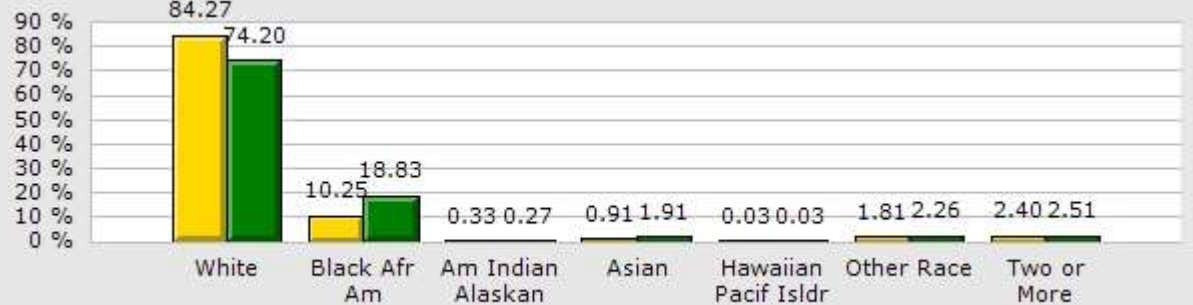 84.27
90 %
74.20
80 %
70 %
60 %
50 %
40 %
30 %
18.83
20 %
10.25
10 %
0.33 0.27
0.91 1.91
0.03 0.03
1.81 2.26
2.40 2.51
0 %
White
Black Afr
Am
Am Indian
Alaskan
Asian
Hawaiian
Pacif Isldr
Other Race
Two or
More